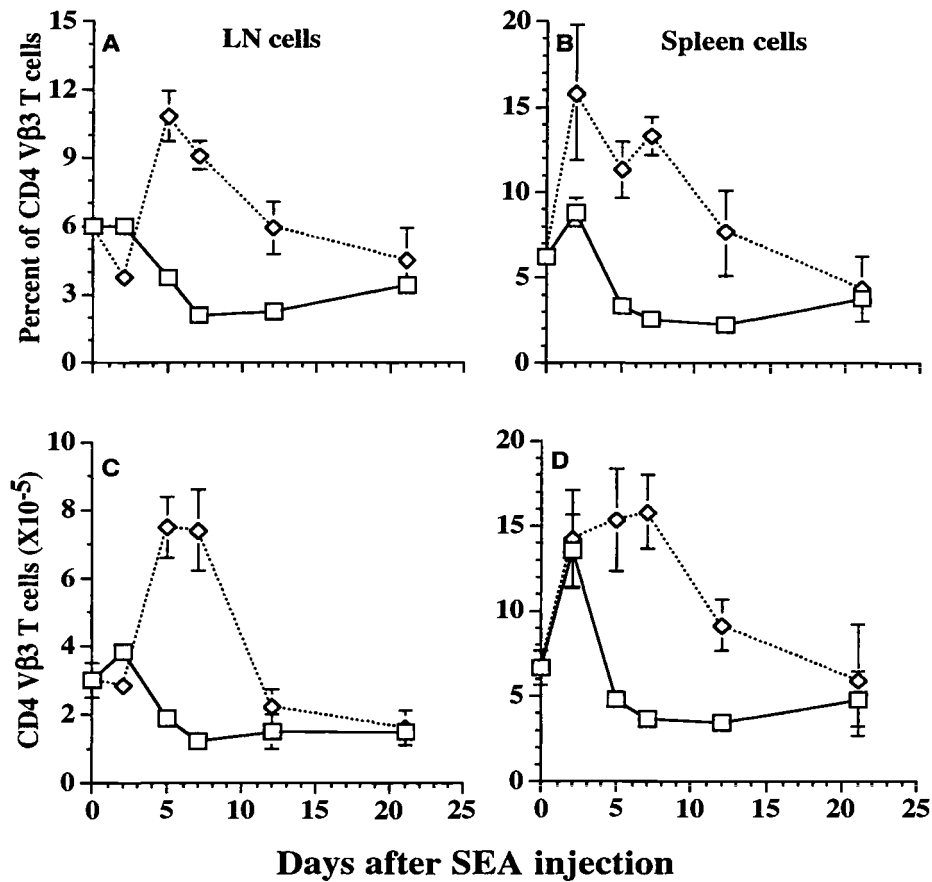 A
LN cells
15
12
9
6
3
0
B
Spleen cells
20
15
10
5
0
Percent of CD4 Vβ3 T cells
C
10
8
6
4
2
0
0 5 10 15 20 25
D
20
15
10
5
0
0 5 10 15 20 25
CD4 Vβ3 T cells (X10-5)
Days after SEA injection